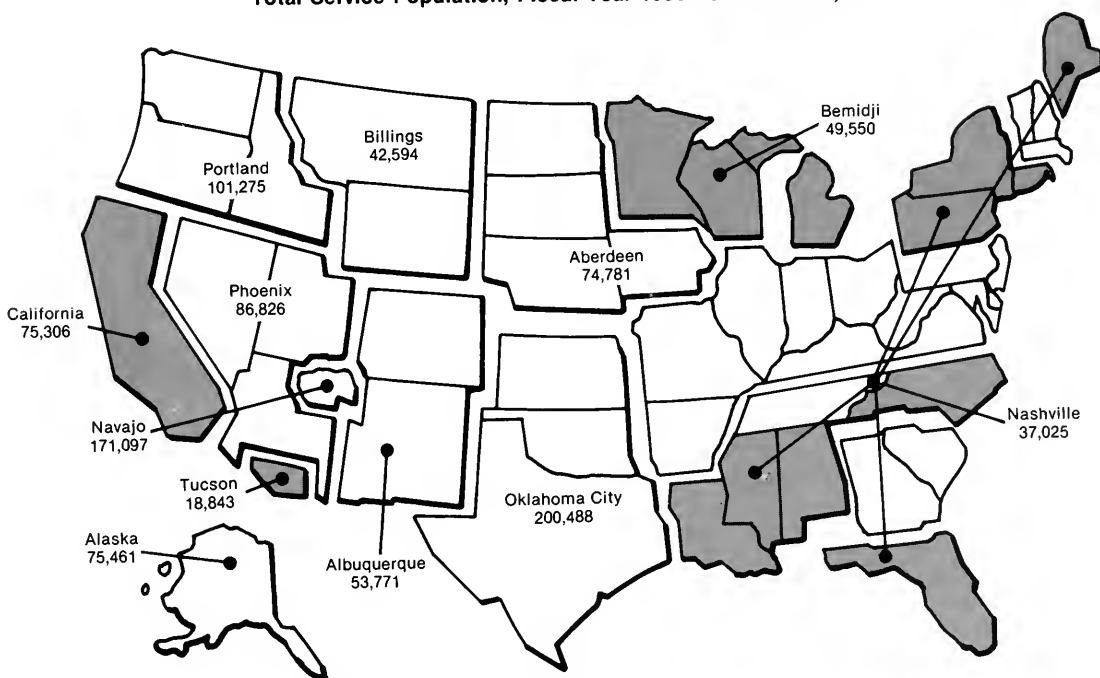 Total Service Population, Fiscal Year
Bemidji
49,550
Billings
42,594
Portland
101,275
Aberdeen
74,781
Phoenix
86,826
California
75,306
Nashville
37,025
Navajo
171,097
Tucson
18,843
Oklahoma City
200,488
Alaska
75,461
Albuquerque
53,771